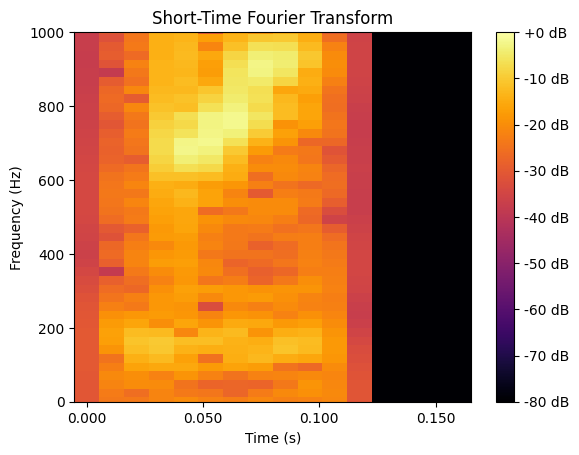 Short-Time Fourier Transform
1000
800
600
400
200
0
Frequency (Hz)
0.000
0.050
0.100
0.150
Time (s)
+0 dB
-10 dB
-20 dB
-30 dB
-40 dB
-50 dB
-60 dB
-70 dB
-80 dB